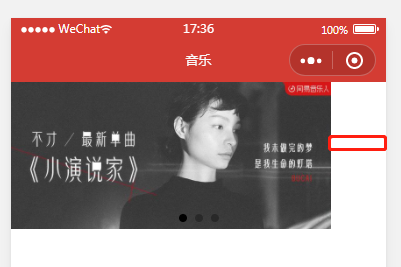 WeChat
17:36
100%
音乐
网易音乐人
不才 / 最新单曲
《小演说家》
我未做完的梦
是我生命的灯塔